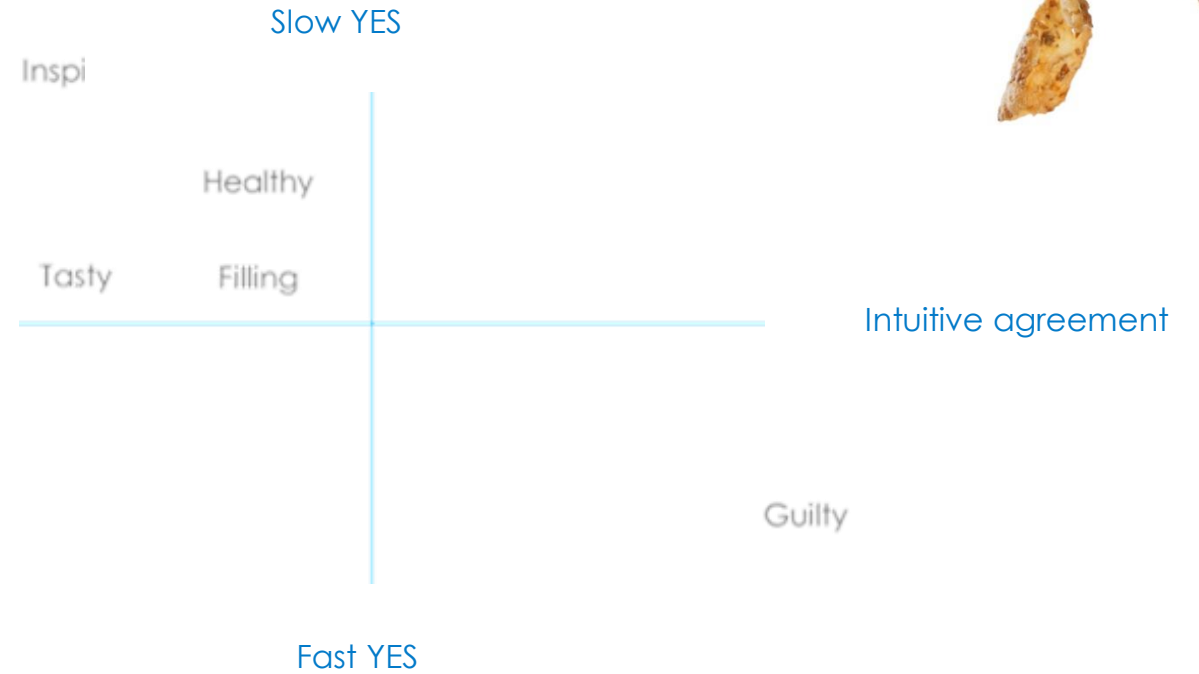 Slow YES
Inspi
Healthy
Tasty Filling
Intuitive agreement
Guilty
Fast YES